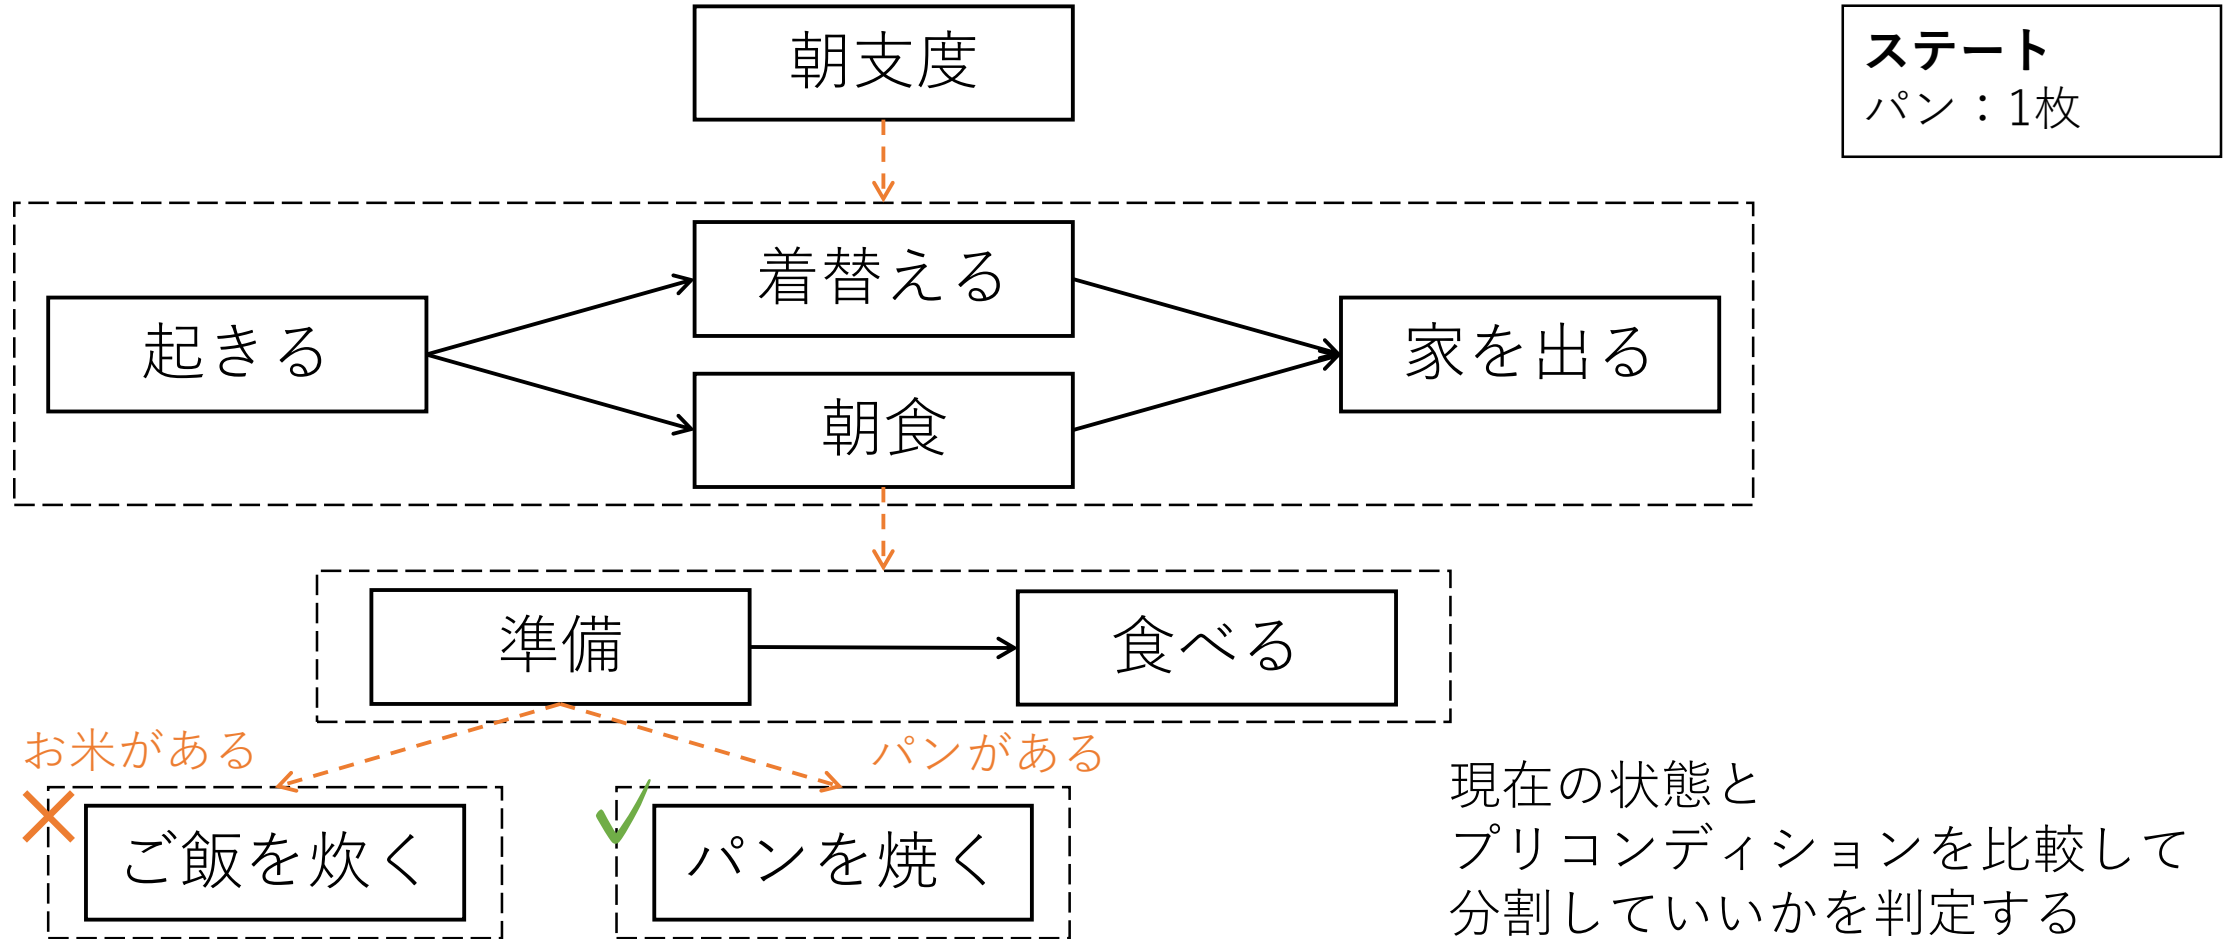 朝支度
ステート
パン：1枚
着替える
起きる
家を出る
朝食
準備
食べる
お米がある
パンがある
ご飯を炊く
パンを焼く
現在の状態と
プリコンディションを比較して
分割していいかを判定する